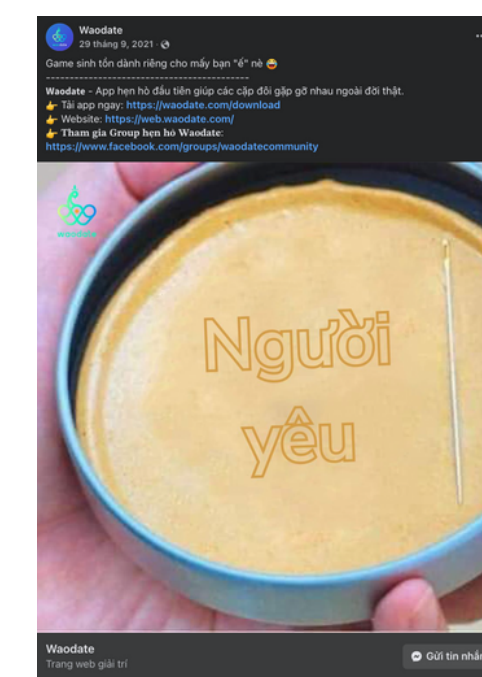 Waodate
29 tháng 9, 2021
Game sinh tồn dành riêng cho mấy bạn "ế" nè 😂
-------------------------------------------
Waodate - App hẹn hò đầu tiên giúp các cặp đôi gặp gỡ nhau ngoài đời thật.
👉 Tải app ngay: https://waodate.com/download
👉 Website: https://web.waodate.com/
👉 Tham gia Group hẹn hò Waodate:
https://www.facebook.com/groups/waodatecommunity
waodate
Người
yêu
Waodate
Trang web giải trí
Gửi tin nhắn